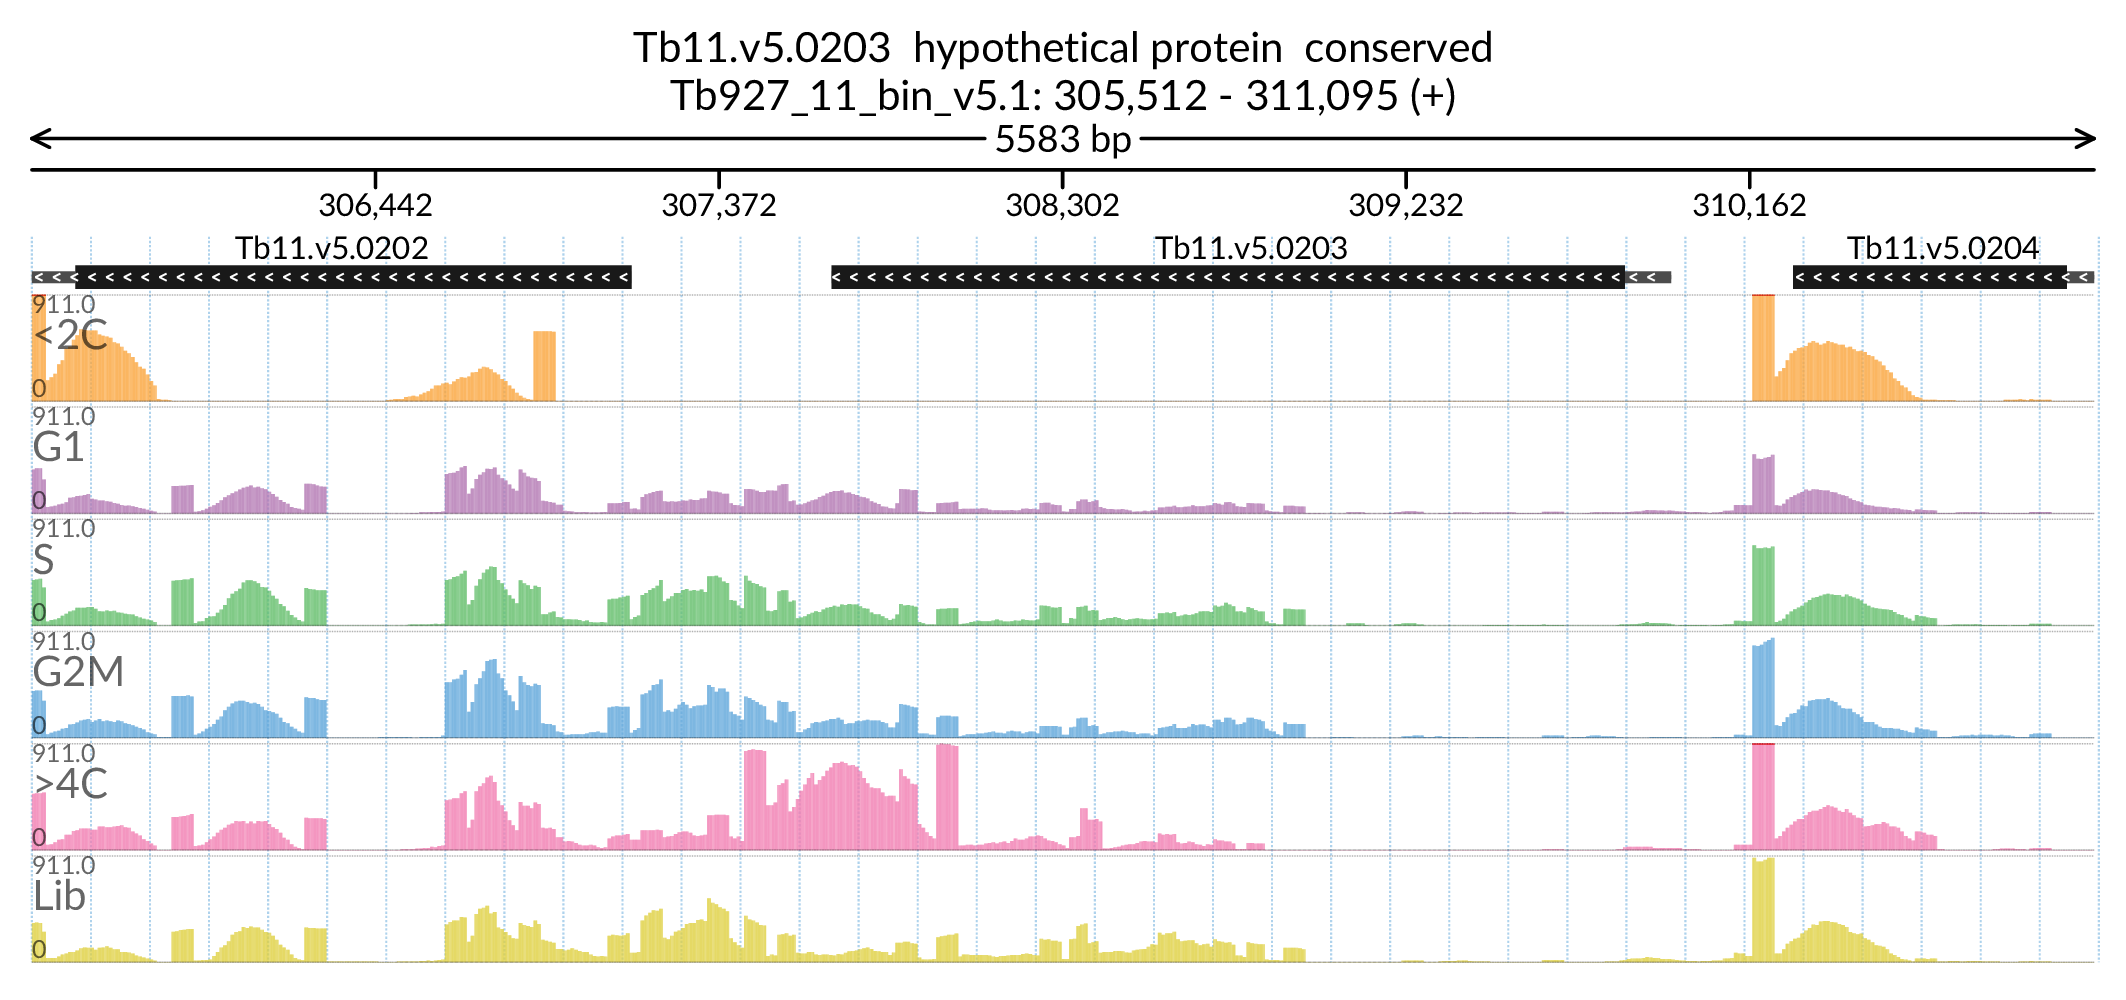 Tb11.v5.0203 hypothetical protein conserved
Tb927_11_bin_v5.1: 305,512 - 311,095 (+)
5583 bp
306,442 307,372 308,302 309,232 310,162
Tb11.v5.0202 Tb11.v5.0203 Tb11.v5.0204
911.0
<2C
0
911.0
G1
0
911.0
S
0
911.0
G2M
0
911.0
>4C
0
911.0
Lib
0